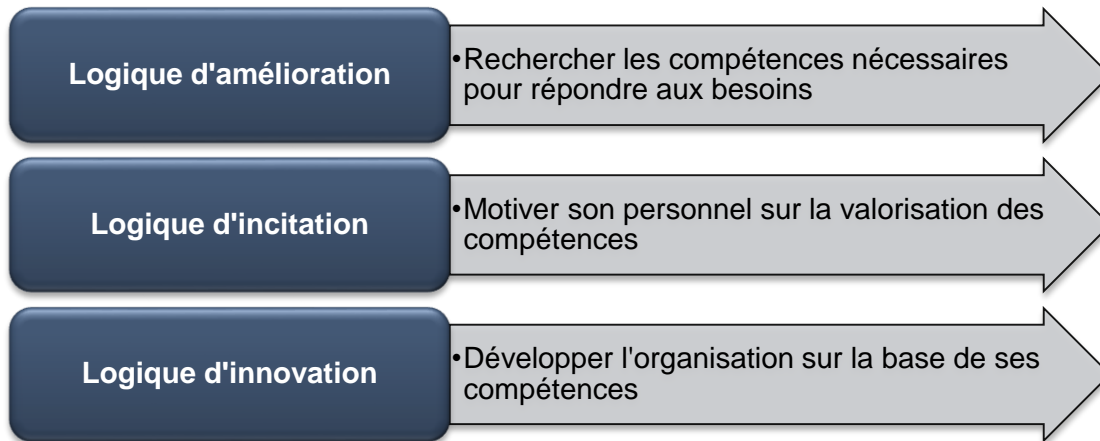 Logique d'amélioration
•Rechercher les compétences nécessaires
pour répondre aux besoins
Logique d'incitation
•Motiver son personnel sur la valorisation des
compétences
Logique d'innovation
•Développer l'organisation sur la base de ses
compétences